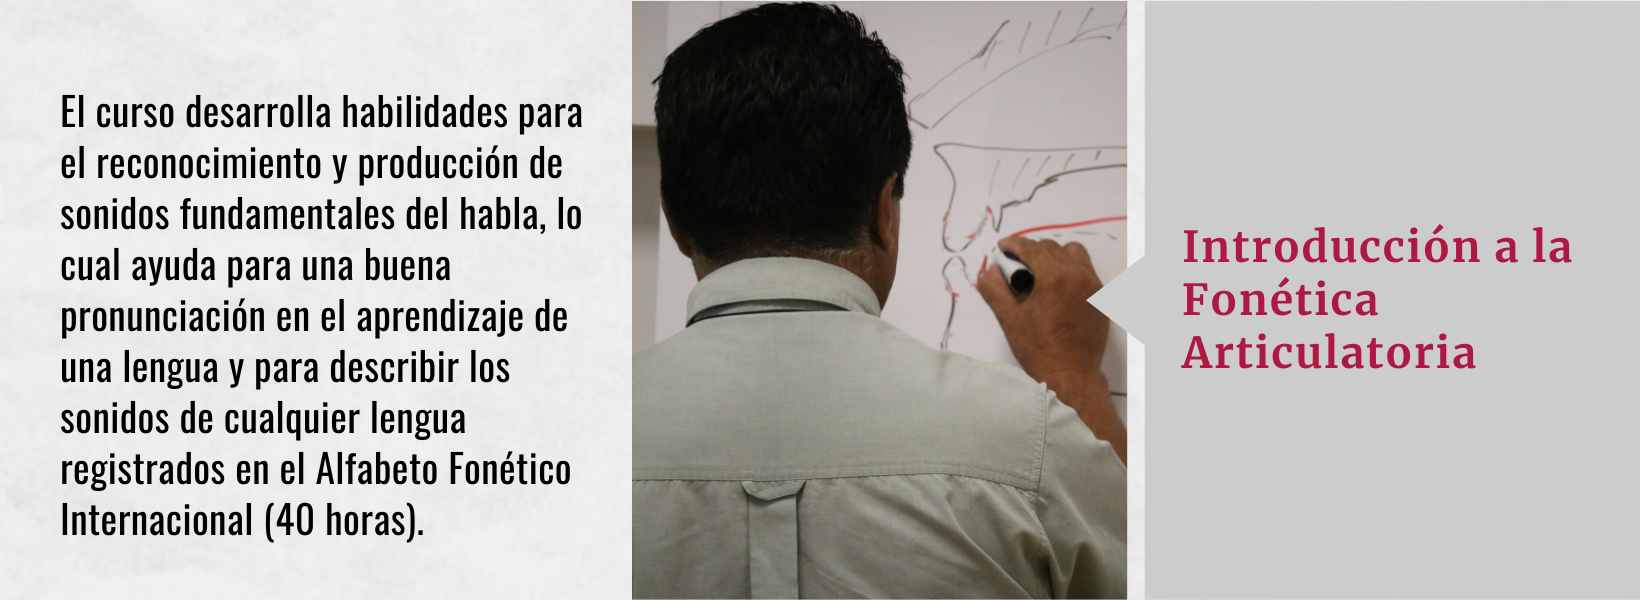 El curso desarrolla habilidades para
el reconocimiento y producción de
sonidos fundamentales del habla, lo
cual ayuda para una buena
pronunciación en el aprendizaje de
una lengua y para describir los
sonidos de cualquier lengua
registrados en el Alfabeto Fonético
Internacional (40 horas).
Introducción a la
Fonética
Articulatoria